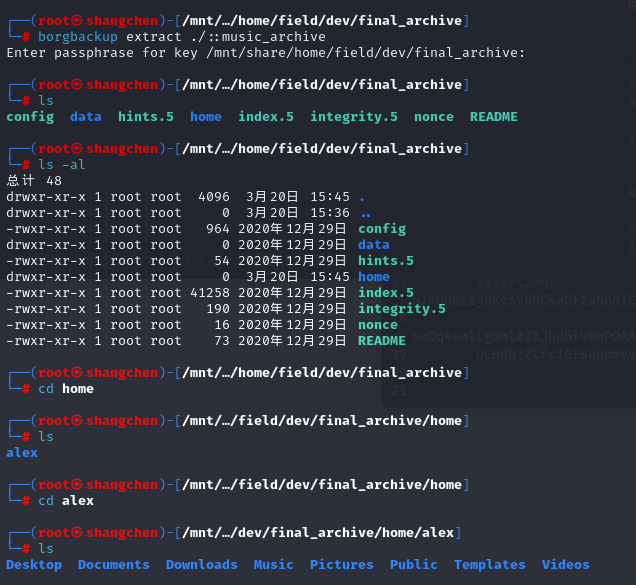 ┌──(root㉿shangchen)-[/mnt/…/home/field/dev/final_archive]
└─# borgbackup extract ./::music_archive
Enter passphrase for key /mnt/share/home/field/dev/final_archive:
┌──(root㉿shangchen)-[/mnt/…/home/field/dev/final_archive]
└─# ls
config  data  hints.5  home  index.5  integrity.5  nonce  README
┌──(root㉿shangchen)-[/mnt/…/home/field/dev/final_archive]
└─# ls -al
总计 48
drwxr-xr-x 1 root root  4096  3月20日 15:45 .
drwxr-xr-x 1 root root     0  3月20日 15:36 ..
-rwxr-xr-x 1 root root   964 2020年12月29日 config
drwxr-xr-x 1 root root     0 2020年12月29日 data
-rwxr-xr-x 1 root root    54 2020年12月29日 hints.5
drwxr-xr-x 1 root root     0  3月20日 15:45 home
-rwxr-xr-x 1 root root 41258 2020年12月29日 index.5
-rwxr-xr-x 1 root root   190 2020年12月29日 integrity.5
-rwxr-xr-x 1 root root    16 2020年12月29日 nonce
-rwxr-xr-x 1 root root    73 2020年12月29日 README
┌──(root㉿shangchen)-[/mnt/…/home/field/dev/final_archive]
└─# cd home
┌──(root㉿shangchen)-[/mnt/…/field/dev/final_archive/home]
└─# ls
alex
┌──(root㉿shangchen)-[/mnt/…/field/dev/final_archive/home]
└─# cd alex
┌──(root㉿shangchen)-[/mnt/…/dev/final_archive/home/alex]
└─# ls
Desktop  Documents  Downloads  Music  Pictures  Public  Templates  Videos